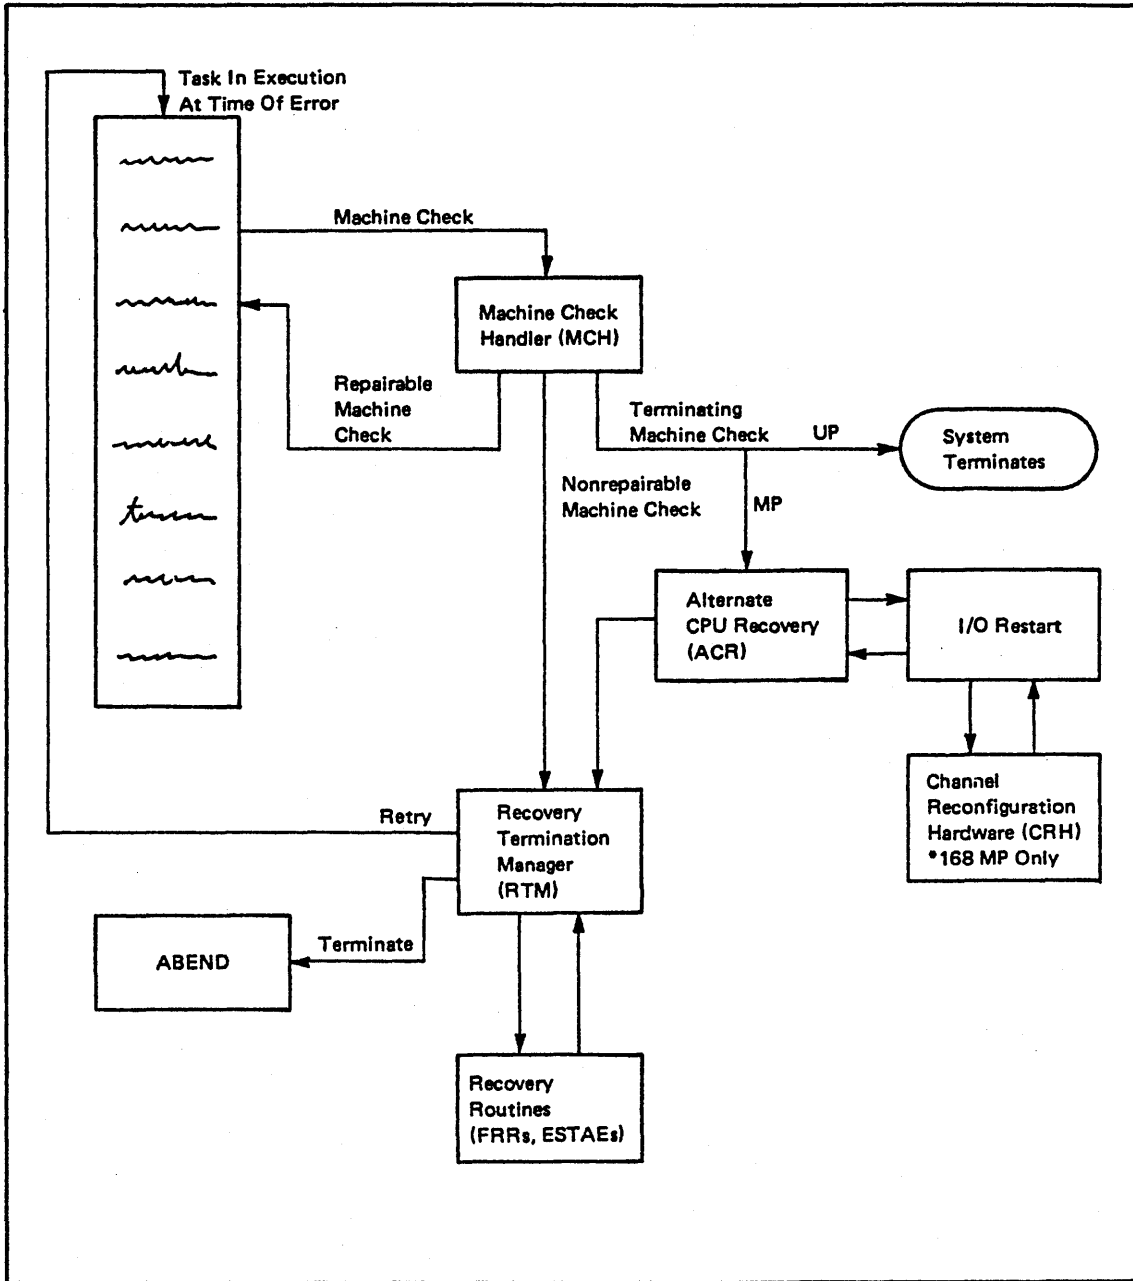 Task In Execution
At Time Of Error
Machine Check
Machine Check
Handler (MCH)
Repairable
Machine
Check
Terminating
Machine Check
UP
System
Terminates
Nonrepairable
Machine Check
MP
Alternate
CPU Recovery
(ACR)
I/O Restart
Channel
Reconfiguration
Hardware (CRH)
*168 MP Only
Retry
Recovery
Termination
Manager
(RTM)
Terminate
ABEND
Recovery
Routines
(FRRs, ESTAEs)